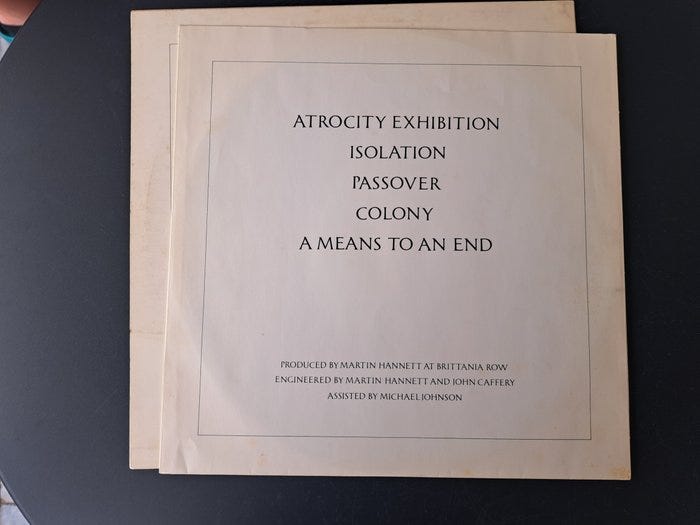 ATROCITY EXHIBITION
ISOLATION
PASSOVER
COLONY
A MEANS TO AN END
PRODUCED BY MARTIN HANNETT AT BRITTANIA ROW
ENGINEERED BY MARTIN HANNETT AND JOHN CAFFERY
ASSISTED BY MICHAEL JOHNSON